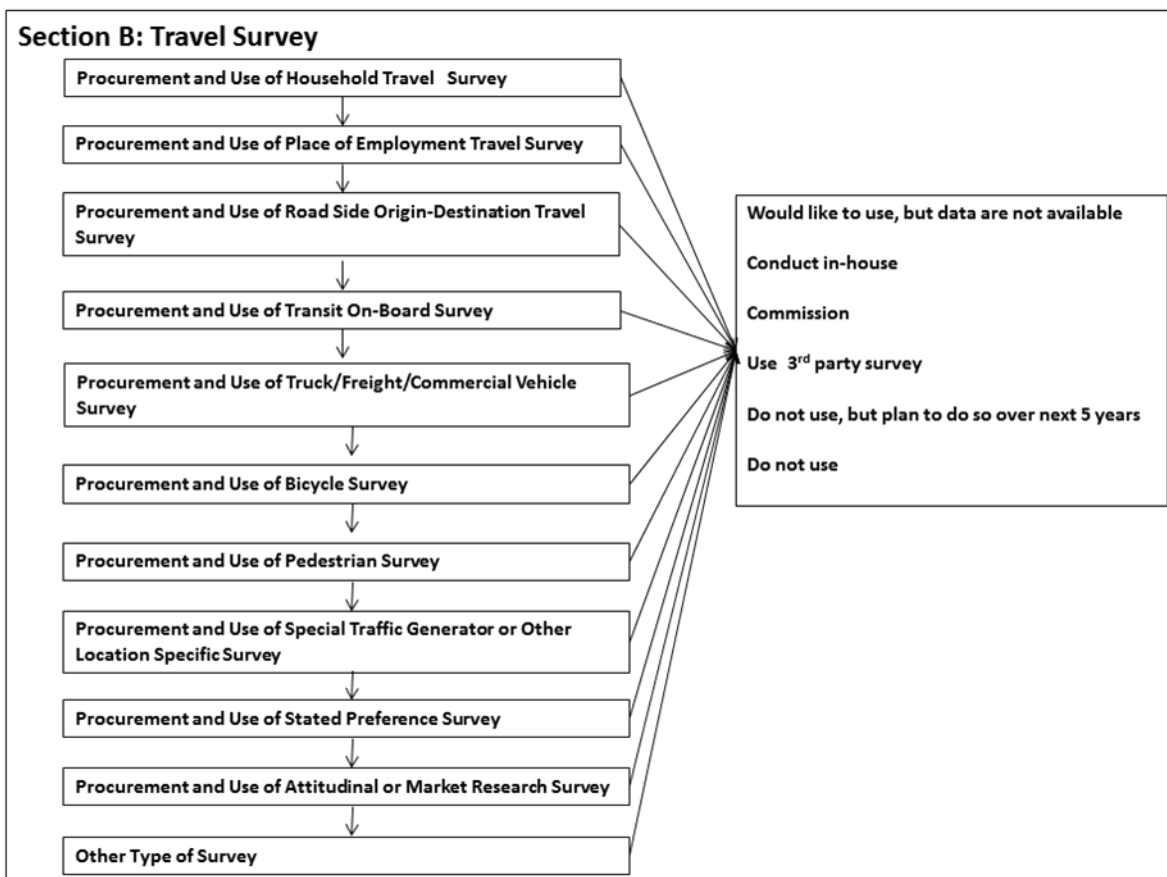 Section B: Travel Survey
Procurement and Use of Household Travel Survey
Procurement and Use of Place of Employment Travel Survey
Procurement and Use of Road Side Origin-Destination Travel
Survey
Procurement and Use of Transit On-Board Survey
Procurement and Use of Truck/Freight/Commercial Vehicle
Survey
Procurement and Use of Bicycle Survey
Procurement and Use of Pedestrian Survey
Procurement and Use of Special Traffic Generator or Other
Location Specific Survey
Procurement and Use of Stated Preference Survey
Procurement and Use of Attitudinal or Market Research Survey
Other Type of Survey
Would like to use, but data are not available
Conduct in-house
Commission
Use 3rd party survey
Do not use, but plan to do so over next 5 years
Do not use